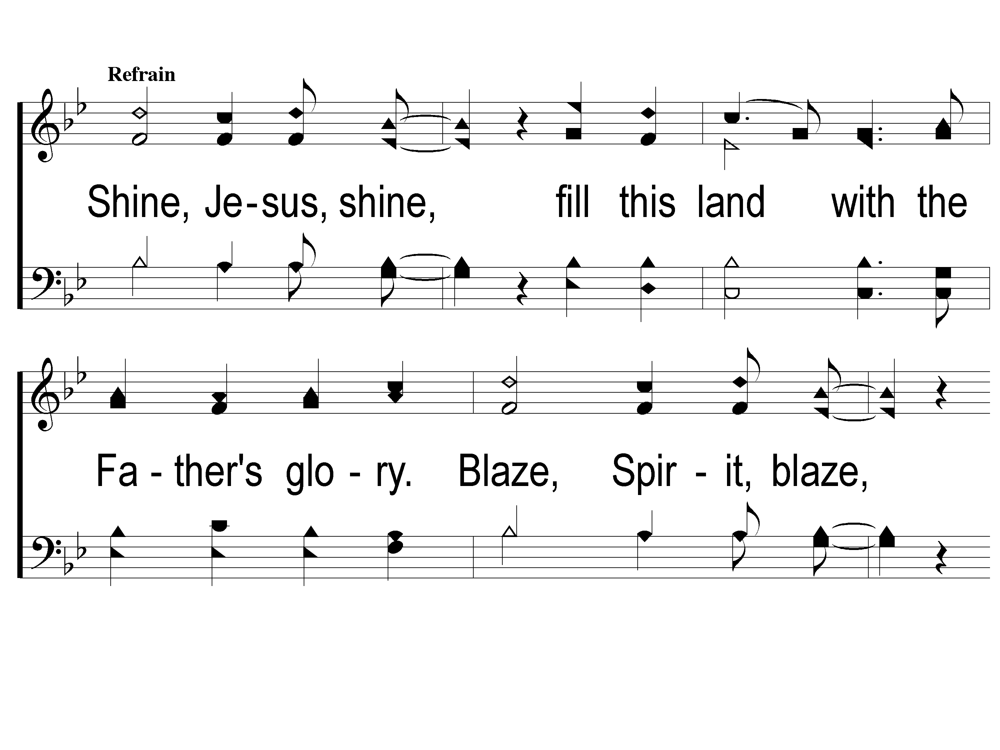 Refrain
Shine, Je-sus, shine, fill this land with the
Fa - ther's glo - ry. Blaze, Spir - it, blaze,